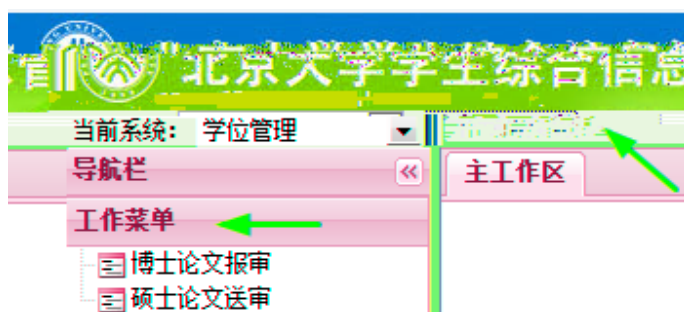 北京大学学生综合信息
当前系统： 学位管理
导航栏
主工作区
工作菜单
博士论文报审
硕士论文送审